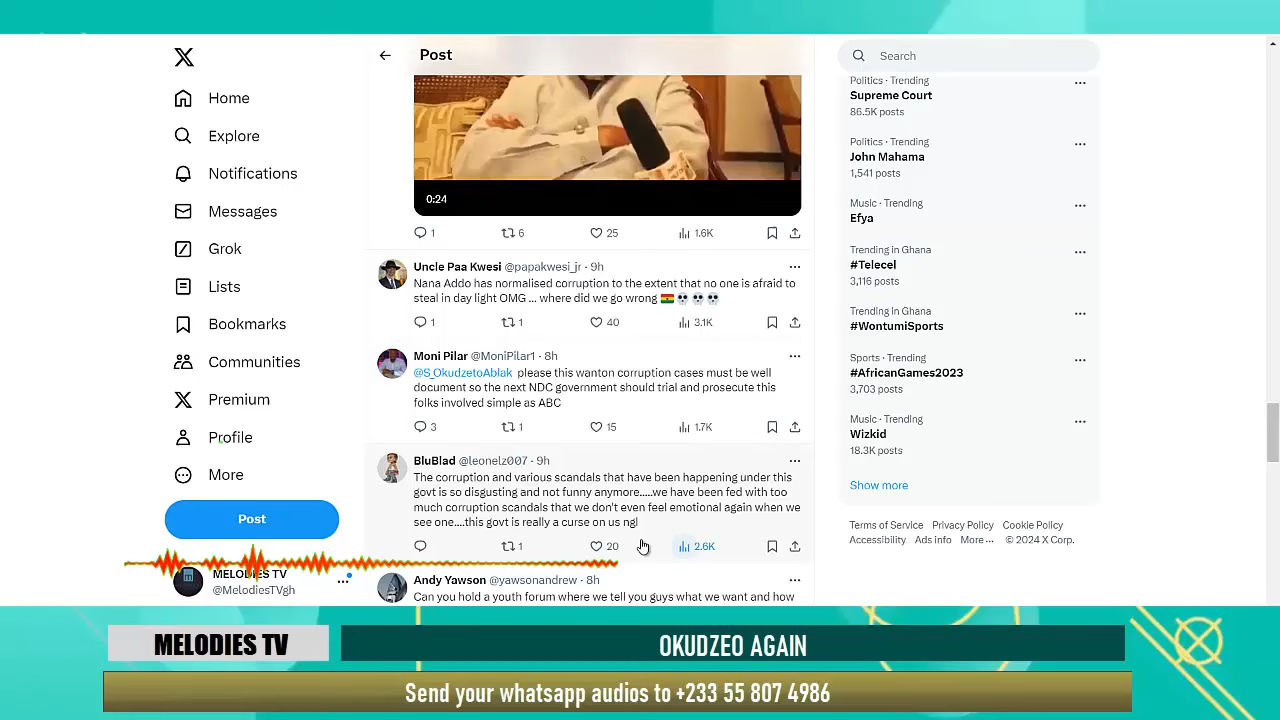 Home
Explore
Notifications
Messages
Grok
Lists
Bookmarks
Communities
Premium
Profile
More
Post
MELODIES TV
@MelodiesTVgh
Post
0:24
1 6 25 1.6K
Uncle Paa Kwesi @papakwesi_jr · 9h
Nana Addo has normalised corruption to the extent that no one is afraid to
steal in day light OMG ... where did we go wrong 🇬🇭💀💀💀
1 1 40 3.1K
Moni Pilar @MoniPilar1 · 8h
@S_OkudzetoAblak please this wanton corruption cases must be well
document so the next NDC government should trial and prosecute this
folks involved simple as ABC
3 1 15 1.7K
BluBlad @leonelz007 · 9h
The corruption and various scandals that have been happening under this
govt is so disgusting and not funny anymore.....we have been fed with too
much corruption scandals that we don't even feel emotional again when we
see one....this govt is really a curse on us ngl
1 20 2.6K
Andy Yawson @yawsonandrew · 8h
Can you hold a youth forum where we tell you guys what we want and how
Search
Politics · Trending
Supreme Court
86.5K posts
Politics · Trending
John Mahama
1,541 posts
Music · Trending
Efya
Trending in Ghana
#Telecel
3,116 posts
Trending in Ghana
#WontumiSports
Sports · Trending
#AfricanGames2023
3,703 posts
Music · Trending
Wizkid
18.3K posts
Show more
Terms of Service Privacy Policy Cookie Policy
Accessibility Ads info More ··· © 2024 X Corp.
MELODIES TV
OKUDZEO AGAIN
Send your whatsapp audios to +233 55 807 4986